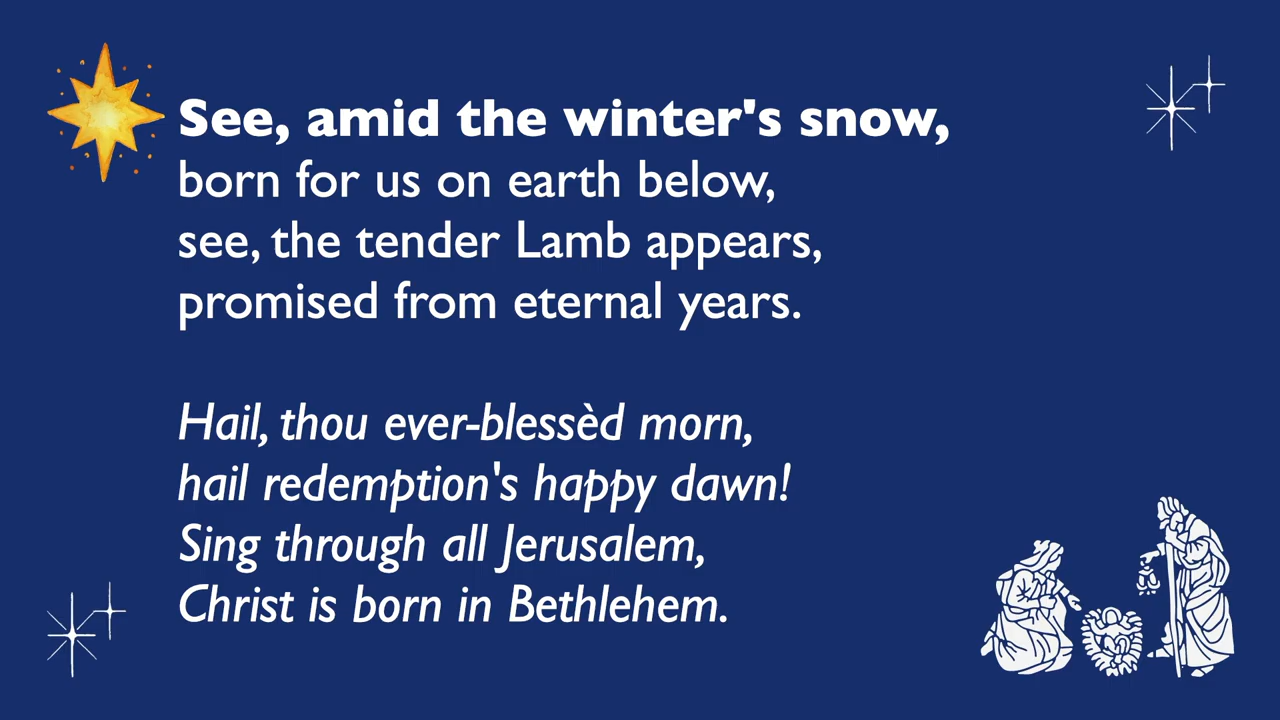 See, amid the winter's snow,
born for us on earth below,
see, the tender Lamb appears,
promised from eternal years.
Hail, thou ever-blessèd morn,
hail redemption's happy dawn!
Sing through all Jerusalem,
Christ is born in Bethlehem.